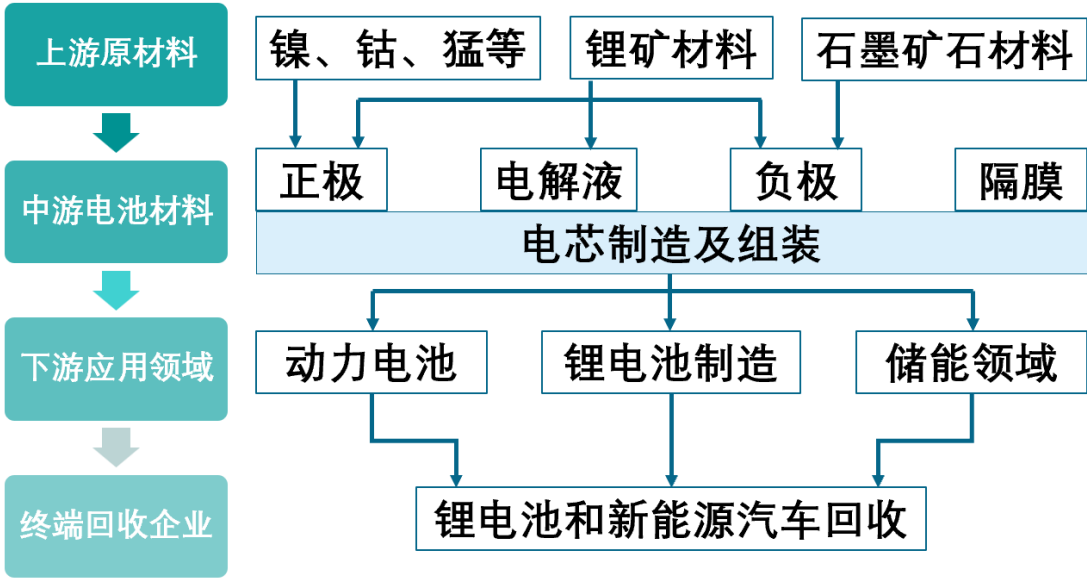 上游原材料
镍、钴、猛等
锂矿材料
石墨矿石材料
中游电池材料
正极
电解液
负极
隔膜
电芯制造及组装
下游应用领域
动力电池
锂电池制造
储能领域
终端回收企业
锂电池和新能源汽车回收